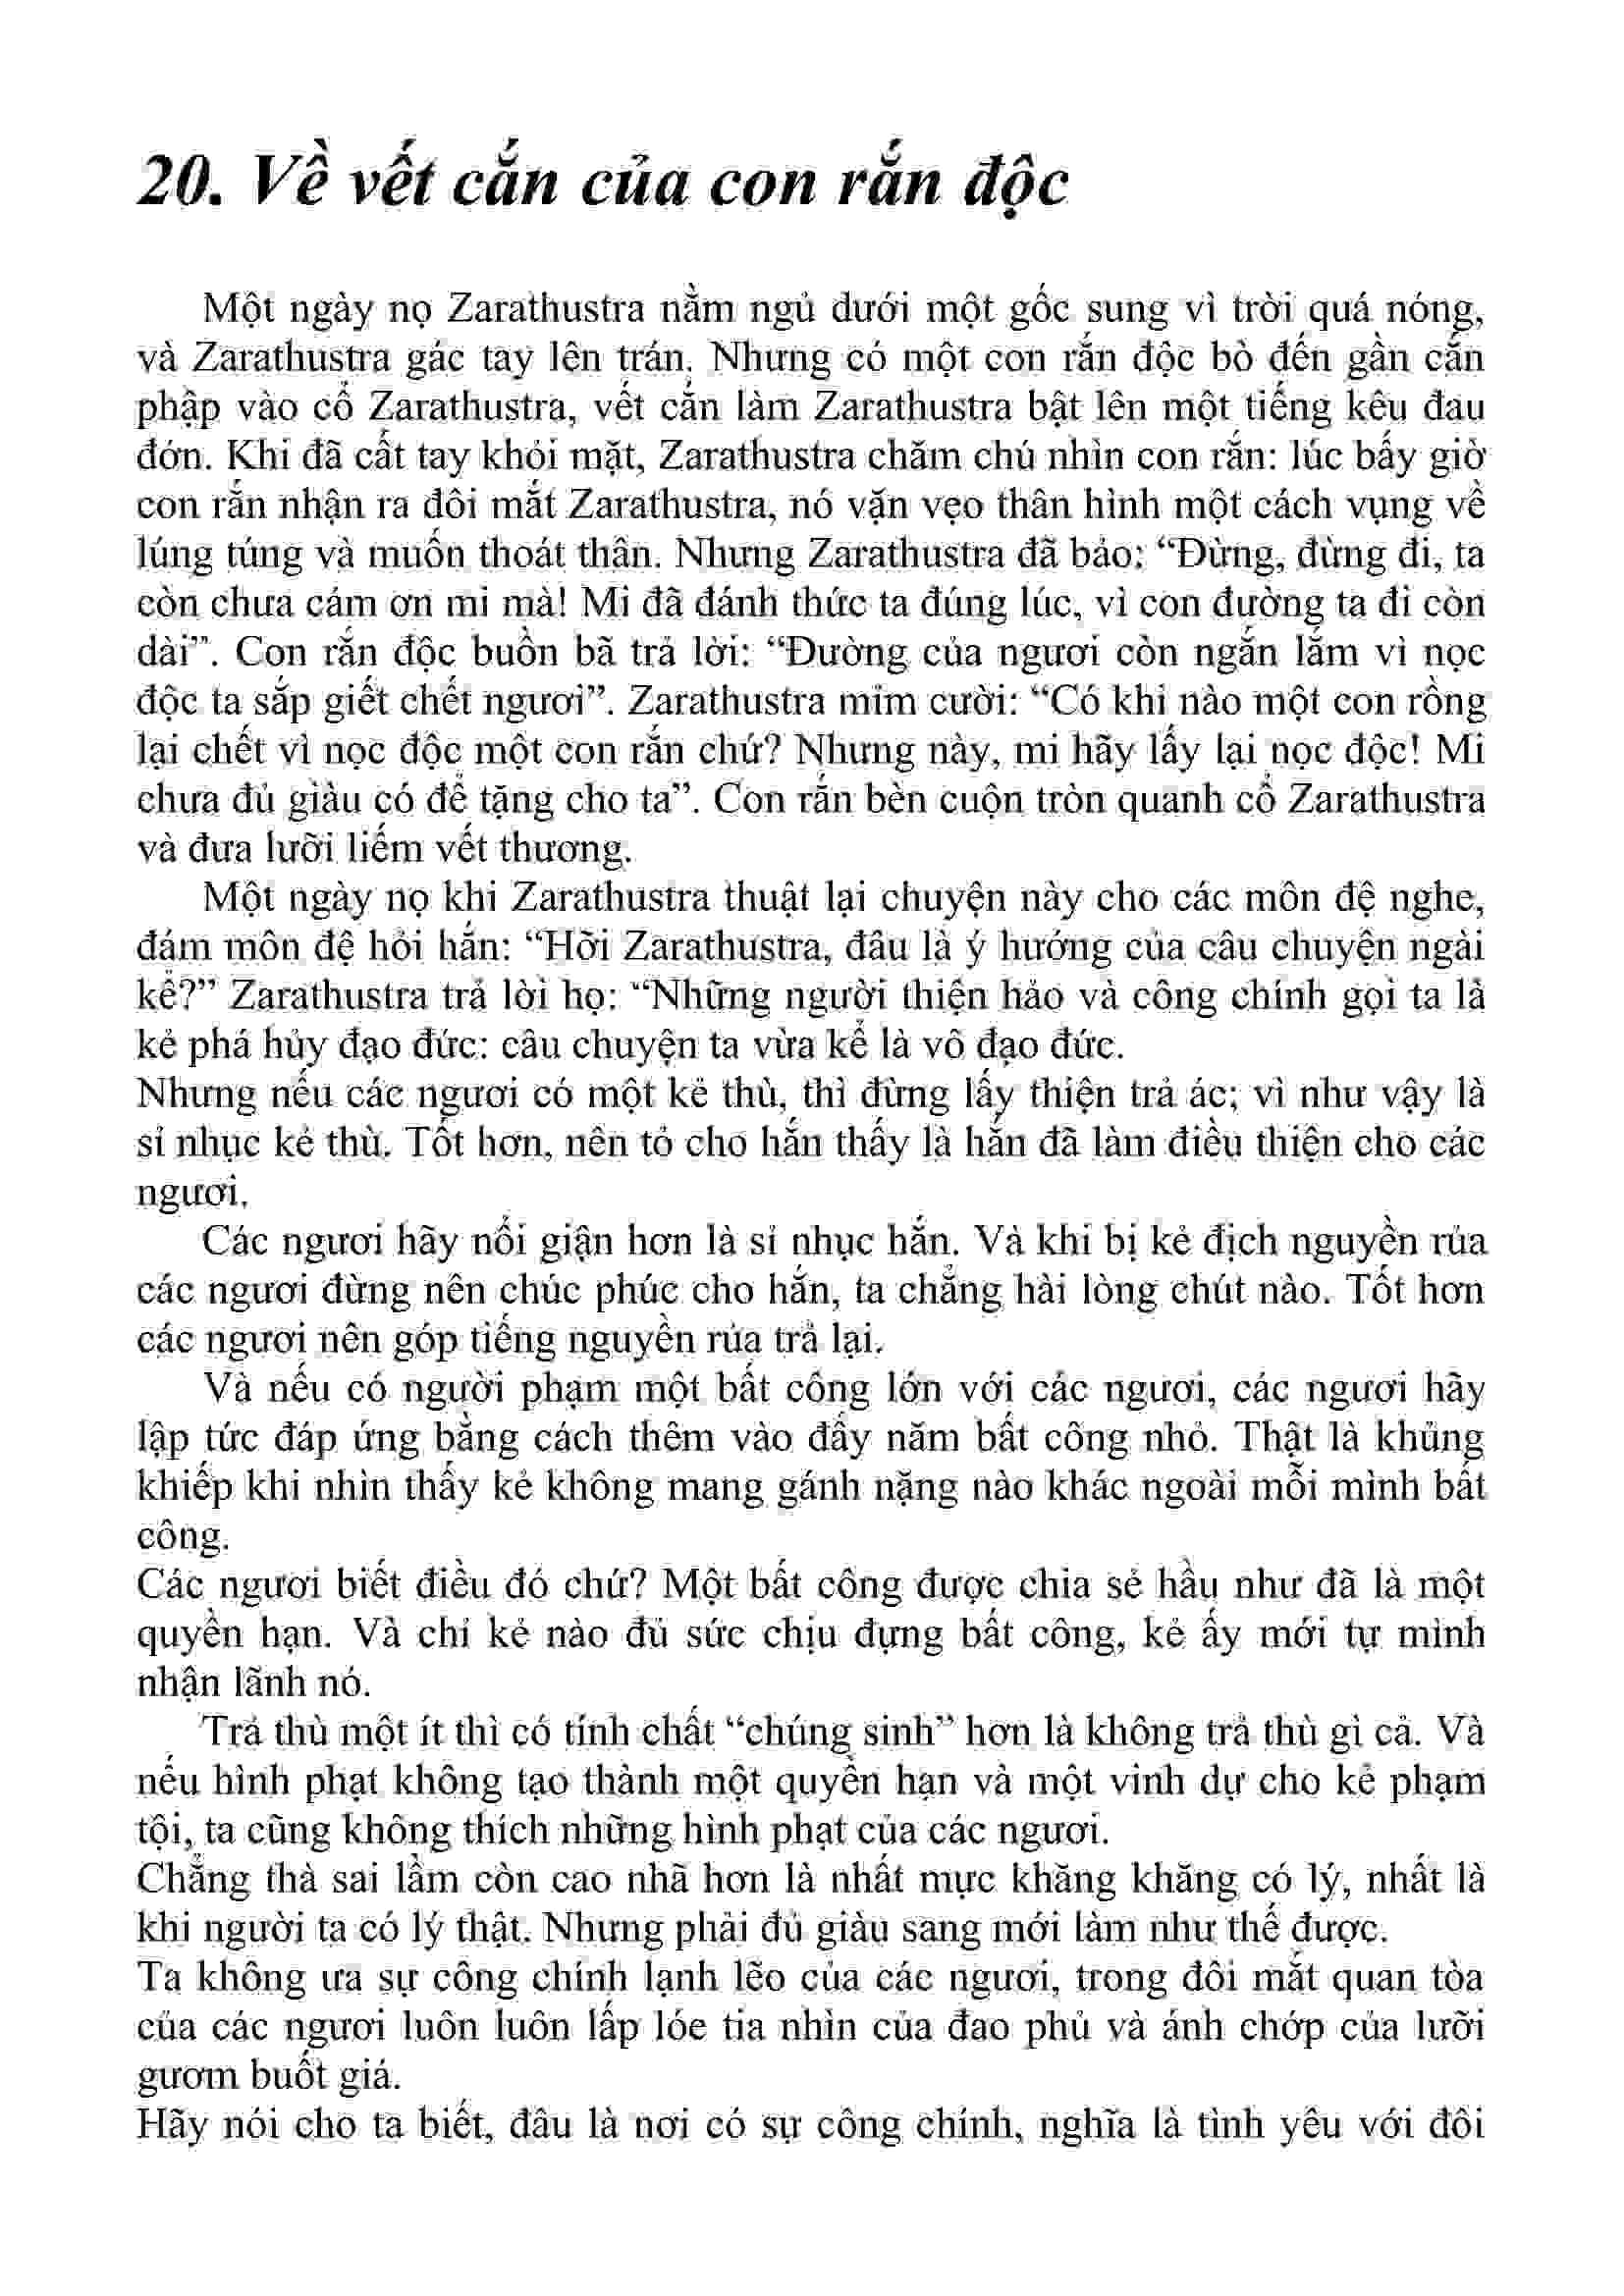 20. Về vết cắn của con rắn độc
Một ngày nọ Zarathustra nằm ngủ dưới một gốc sung vì trời quá nóng,
và Zarathustra gác tay lên trán. Nhưng có một con rắn độc bò đến gần cắn
phập vào cổ Zarathustra, vết cắn làm Zarathustra bật lên một tiếng kêu đau
đớn. Khi đã cất tay khỏi mặt, Zarathustra chăm chú nhìn con rắn: lúc bấy giờ
con rắn nhận ra đôi mắt Zarathustra, nó vặn vẹo thân hình một cách vụng về
lúng túng và muốn thoát thân. Nhưng Zarathustra đã bảo: “Đừng, đừng đi, ta
còn chưa cám ơn mi mà! Mi đã đánh thức ta đúng lúc, vì con đường ta đi còn
dài”. Con rắn độc buồn bã trả lời: “Đường của ngươi còn ngắn lắm vì nọc
độc ta sắp giết chết ngươi”. Zarathustra mỉm cười: “Có khi nào một con rồng
lại chết vì nọc độc một con rắn chứ? Nhưng này, mi hãy lấy lại nọc độc! Mi
chưa đủ giàu có để tặng cho ta”. Con rắn bèn cuộn tròn quanh cổ Zarathustra
và đưa lưỡi liếm vết thương.
Một ngày nọ khi Zarathustra thuật lại chuyện này cho các môn đệ nghe,
đám môn đệ hỏi hắn: “Hỡi Zarathustra, đâu là ý hướng của câu chuyện ngài
kể?” Zarathustra trả lời họ: “Những người thiện hảo và công chính gọi ta là
kẻ phá hủy đạo đức: câu chuyện ta vừa kể là vô đạo đức.
Nhưng nếu các ngươi có một kẻ thù, thì đừng lấy thiện trả ác; vì như vậy là
sỉ nhục kẻ thù. Tốt hơn, nên tỏ cho hắn thấy là hắn đã làm điều thiện cho các
ngươi.
Các ngươi hãy nổi giận hơn là sỉ nhục hắn. Và khi bị kẻ địch nguyền rủa
các ngươi đừng nên chúc phúc cho hắn, ta chẳng hài lòng chút nào. Tốt hơn
các ngươi nên góp tiếng nguyền rủa trả lại.
Và nếu có người phạm một bất công lớn với các ngươi, các ngươi hãy
lập tức đáp ứng bằng cách thêm vào đấy năm bất công nhỏ. Thật là khủng
khiếp khi nhìn thấy kẻ không mang gánh nặng nào khác ngoài mỗi mình bất
công.
Các ngươi biết điều đó chứ? Một bất công được chia sẻ hầu như đã là một
quyền hạn. Và chỉ kẻ nào đủ sức chịu đựng bất công, kẻ ấy mới tự mình
nhận lãnh nó.
Trả thù một ít thì có tính chất “chúng sinh” hơn là không trả thù gì cả. Và
nếu hình phạt không tạo thành một quyền hạn và một vinh dự cho kẻ phạm
tội, ta cũng không thích những hình phạt của các ngươi.
Chẳng thà sai lầm còn cao nhã hơn là nhất mực khăng khăng có lý, nhất là
khi người ta có lý thật. Nhưng phải đủ giàu sang mới làm như thế được.
Ta không ưa sự công chính lạnh lẽo của các ngươi, trong đôi mắt quan tòa
của các ngươi luôn luôn lấp lóe tia nhìn của đao phủ và ánh chớp của lưỡi
gươm buốt giá.
Hãy nói cho ta biết, đâu là nơi có sự công chính, nghĩa là tình yêu với đôi